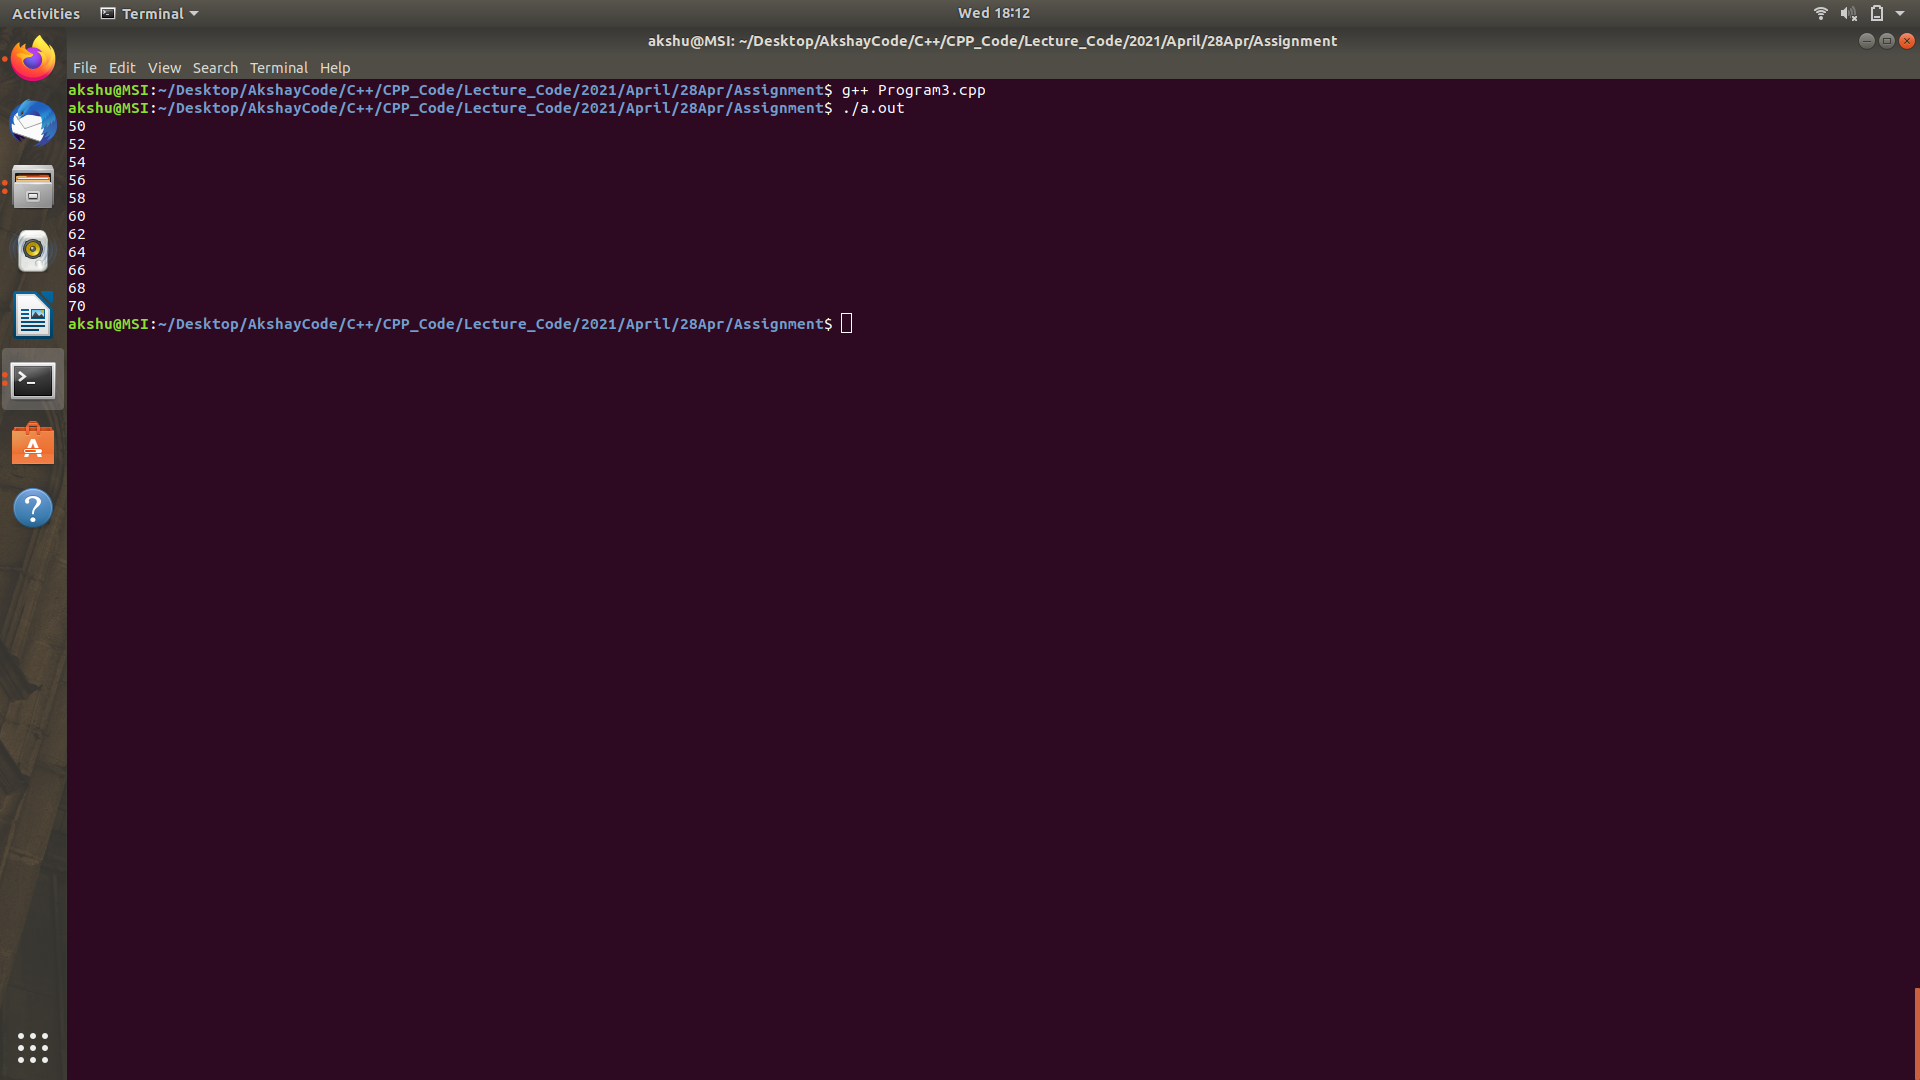 Activities Terminal Wed 18:12
akshu@MSI: ~/Desktop/AkshayCode/C++/CPP_Code/Lecture_Code/2021/April/28Apr/Assignment
File Edit View Search Terminal Help
akshu@MSI:~/Desktop/AkshayCode/C++/CPP_Code/Lecture_Code/2021/April/28Apr/Assignment$ g++ Program3.cpp
akshu@MSI:~/Desktop/AkshayCode/C++/CPP_Code/Lecture_Code/2021/April/28Apr/Assignment$ ./a.out
50
52
54
56
58
60
62
64
66
68
70
akshu@MSI:~/Desktop/AkshayCode/C++/CPP_Code/Lecture_Code/2021/April/28Apr/Assignment$